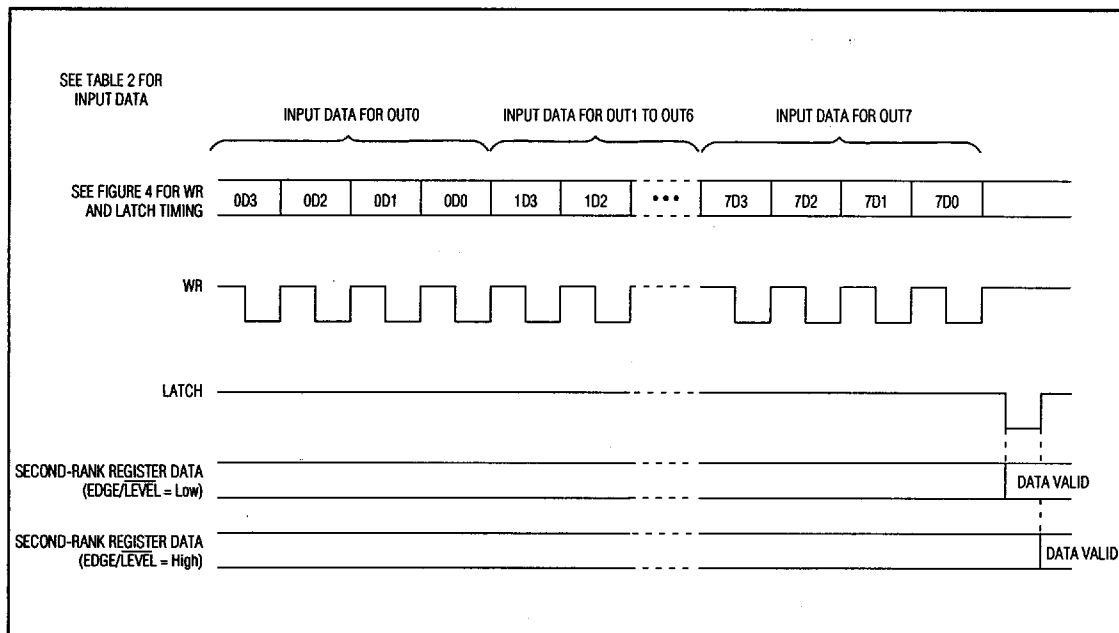 SEE TABLE 2 FOR
INPUT DATA
INPUT DATA FOR OUT0
INPUT DATA FOR OUT1 TO OUT6
INPUT DATA FOR OUT7
SEE FIGURE 4 FOR WR
AND LATCH TIMING
0D3 0D2 0D1 0D0 1D3 1D2 ••• 7D3 7D2 7D1 7D0
WR
LATCH
SECOND-RANK REGISTER DATA
(EDGE/LEVEL = Low)
DATA VALID
SECOND-RANK REGISTER DATA
(EDGE/LEVEL = High)
DATA VALID